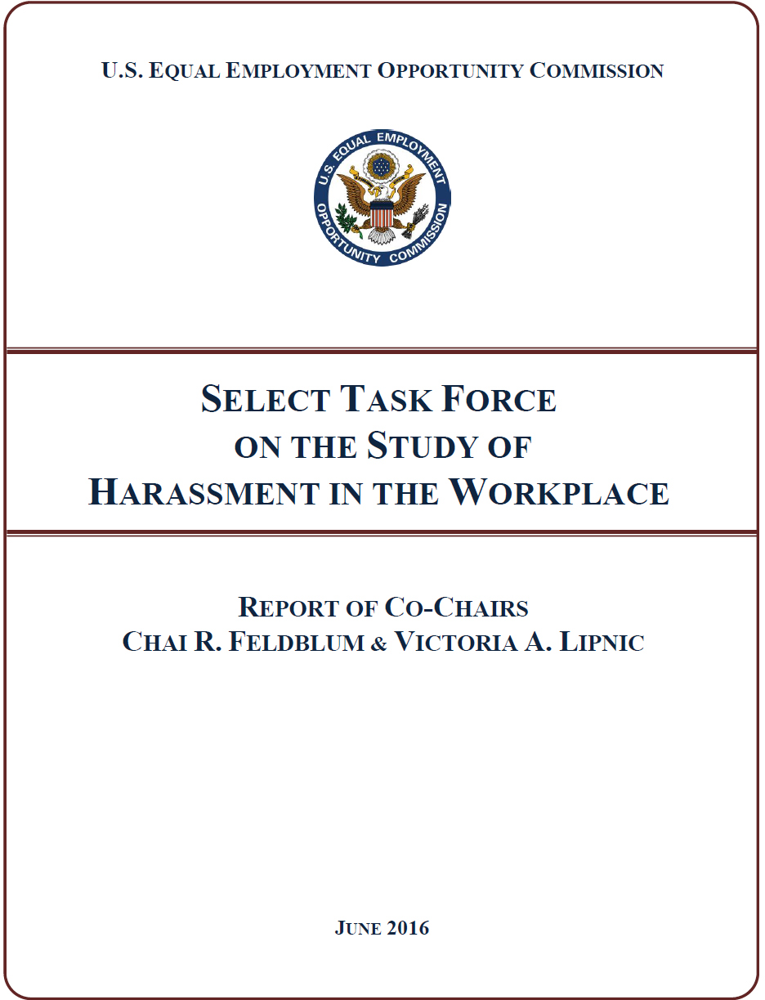 U.S. EQUAL EMPLOYMENT OPPORTUNITY COMMISSION
U.S. EQUAL EMPLOYMENT
OPPORTUNITY COMMISSION
SELECT TASK FORCE
ON THE STUDY OF
HARASSMENT IN THE WORKPLACE
REPORT OF CO-CHAIRS
CHAI R. FELDBLUM & VICTORIA A. LIPNIC
JUNE 2016